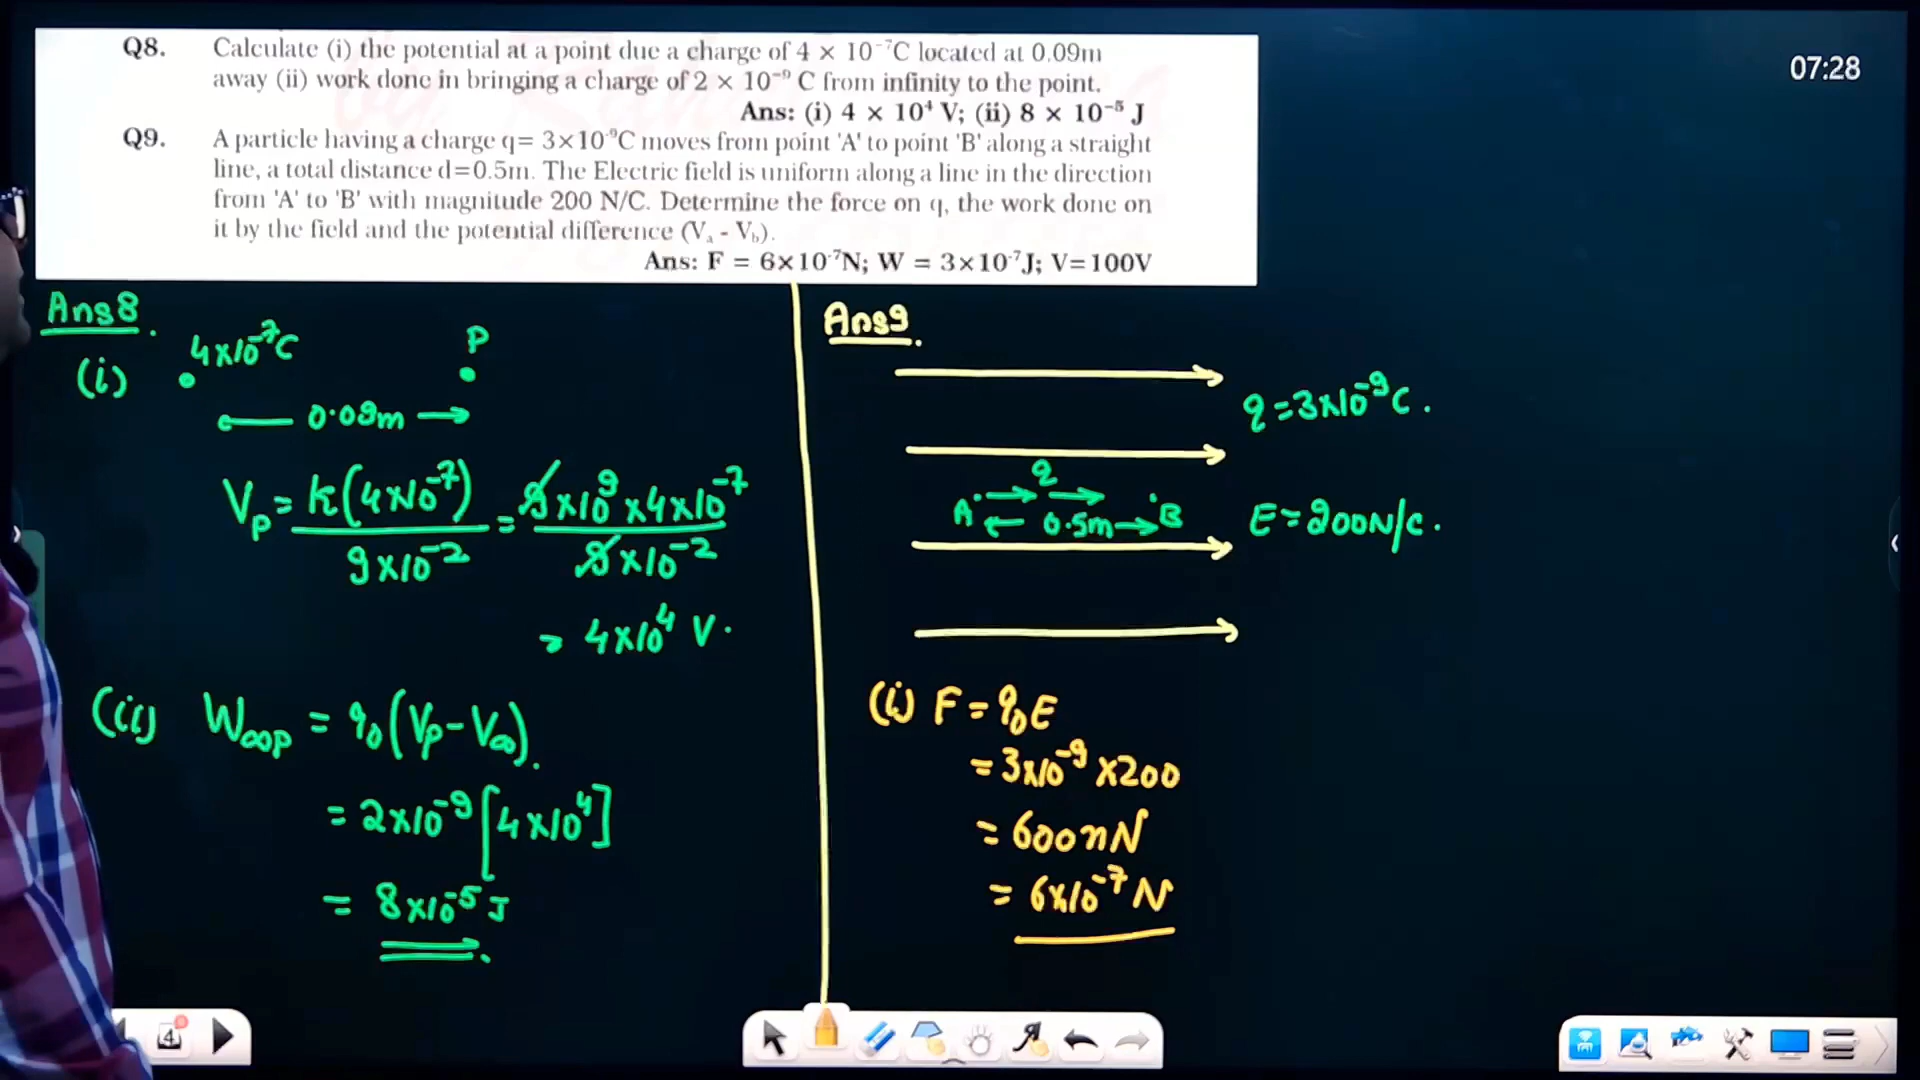 Q8. Calculate (i) the potential at a point due a charge of 4 × 10⁻⁷C located at 0.09m
away (ii) work done in bringing a charge of 2 × 10⁻⁹ C from infinity to the point.
Ans: (i) 4 × 10⁴ V; (ii) 8 × 10⁻⁵ J
Q9. A particle having a charge q= 3×10⁻⁹C moves from point 'A' to point 'B' along a straight
line, a total distance d=0.5m. The Electric field is uniform along a line in the direction
from 'A' to 'B' with magnitude 200 N/C. Determine the force on q, the work done on
it by the field and the potential difference (Vₐ - V_b).
Ans: F = 6×10⁻⁷N; W = 3×10⁻⁷J; V=100V
07:28
Ans8.
(i) 4×10⁻⁷C P
0.09m
V_p = k(4×10⁻⁷) / 9×10⁻² = 9×10⁹×4×10⁻⁷ / 9×10⁻²
= 4×10⁴ V.
(ii) W_∞p = q₀(V_p - V_∞).
= 2×10⁻⁹[4×10⁴]
= 8×10⁻⁵ J
Ans9.
q = 3×10⁻⁹C.
q
A 0.5m B
E = 200N/C.
(i) F = q₀E
= 3×10⁻⁹ ×200
= 600nN
= 6×10⁻⁷ N
4